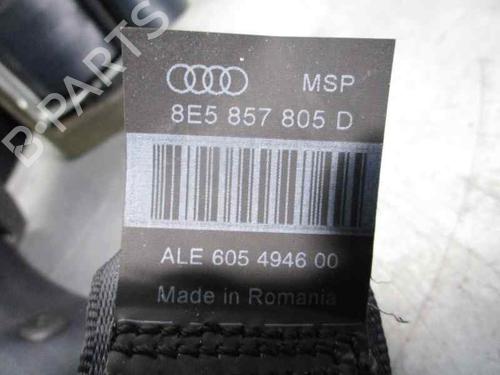 MSP
8E5 857 805 D
ALE 605 4946 00
Made in Romania
B-Parts